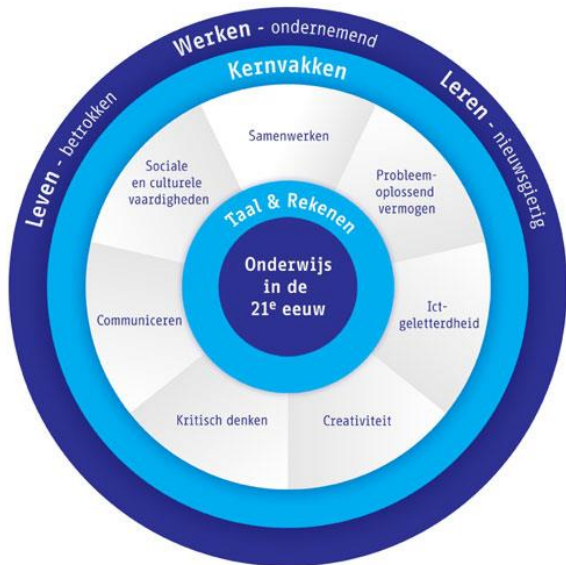 Leven - betrokken
Werken - ondernemend
Leren - nieuwsgierig
Kernvakken
Samenwerken
Probleem-
oplossend
vermogen
Ict-
geletterdheid
Creativiteit
Kritisch denken
Communiceren
Sociale
en culturele
vaardigheden
Taal & Rekenen
Onderwijs
in de
21e eeuw